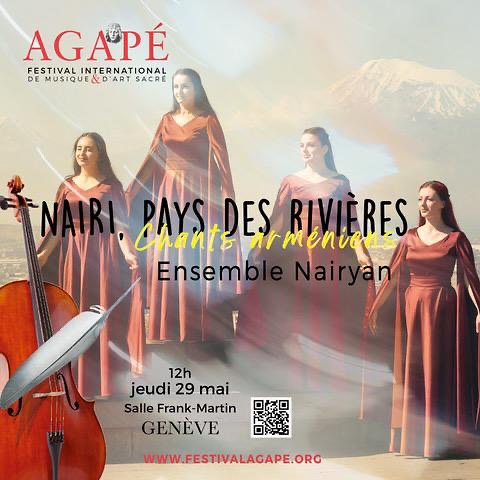 AGAPÉ
FESTIVAL INTERNATIONAL
DE MUSIQUE & D'ART SACRÉ
NAIRI, PAYS DES RIVIÈRES
Chants arméniens
Ensemble Nairyan
12h
jeudi 29 mai
Salle Frank-Martin
GENÈVE
WWW.FESTIVALAGAPE.ORG